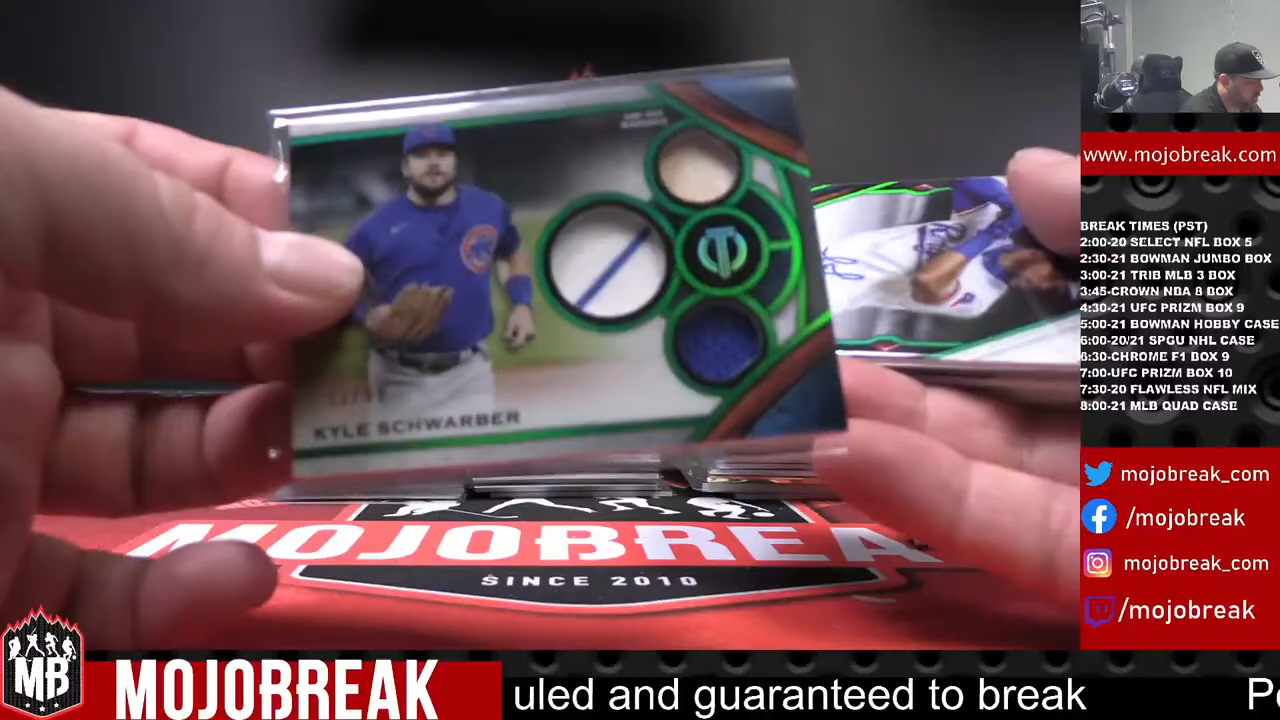 KYLE SCHWARBER
MOJOBREA
SINCE 2010
www.mojobreak.com
BREAK TIMES (PST)
2:00-20 SELECT NFL BOX 5
2:30-21 BOWMAN JUMBO BOX
3:00-21 TRIB MLB 3 BOX
3:45-CROWN NBA 8 BOX
4:30-21 UFC PRIZM BOX 9
5:00-21 BOWMAN HOBBY CASE
6:00-20/21 SPGU NHL CASE
6:30-CHROME F1 BOX 9
7:00-UFC PRIZM BOX 10
7:30-20 FLAWLESS NFL MIX
8:00-21 MLB QUAD CASE
mojobreak_com
/mojobreak
mojobreak_com
/mojobreak
MB
MOJOBREAK
uled and guaranteed to break